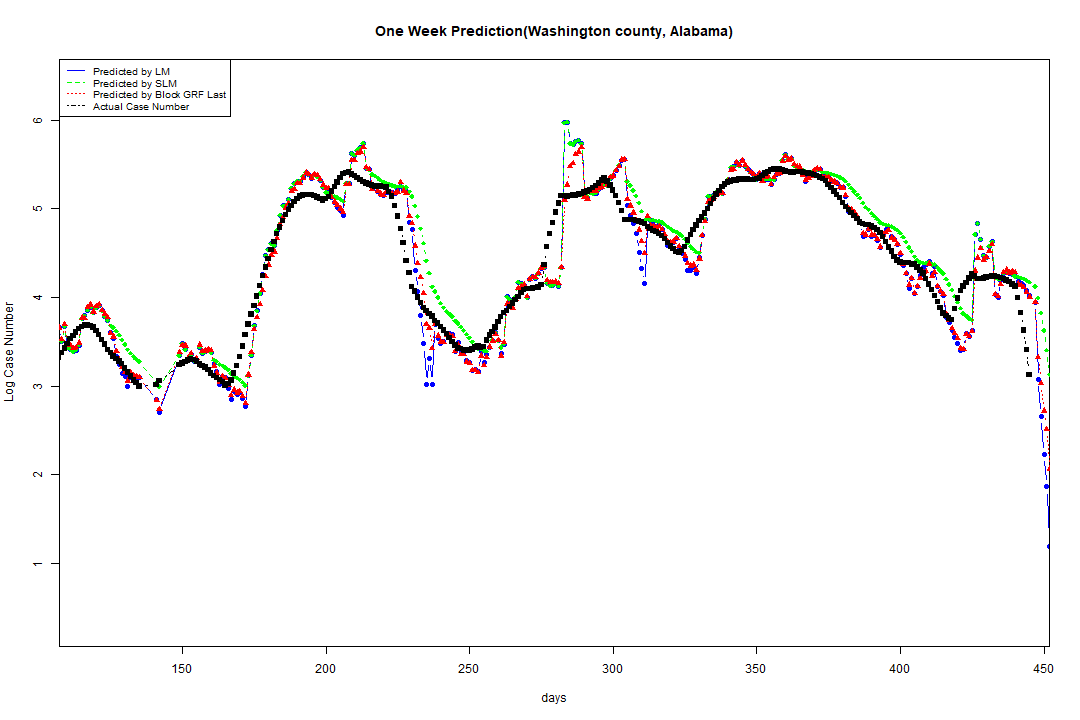 One Week Prediction(Washington county, Alabama)
Predicted by LM
Predicted by SLM
Predicted by Block GRF Last
Actual Case Number
Log Case Number
6
5
4
3
2
1
150 200 250 300 350 400 450
days